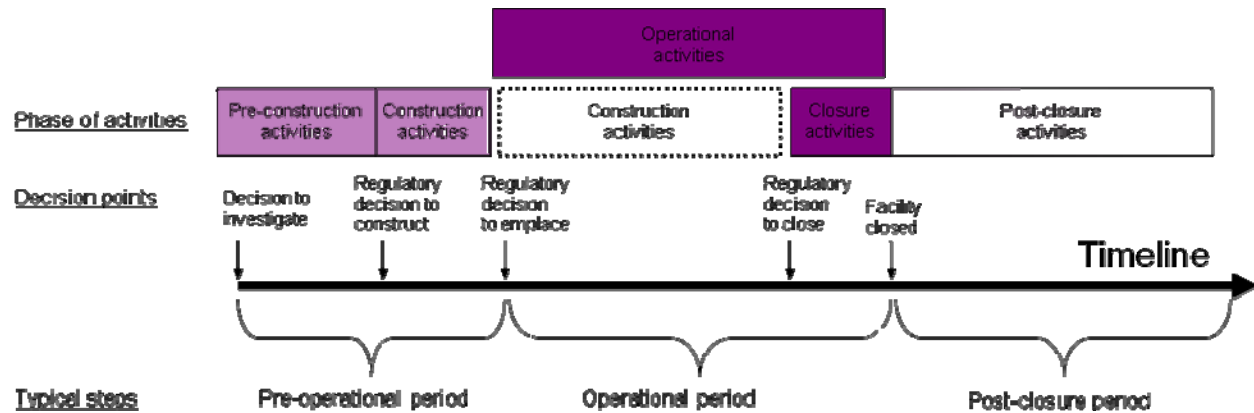 Operational
activities
Phase of activities
Pre-construction
activities
Construction
activities
Construction
activities
Closure
activities
Post-closure
activities
Decision points
Decision to
investigate
Regulatory
decision to
construct
Regulatory
decision
to emplace
Regulatory
decision
to close
Facility
closed
Timeline
Typical steps
Pre-operational period
Operational period
Post-closure period